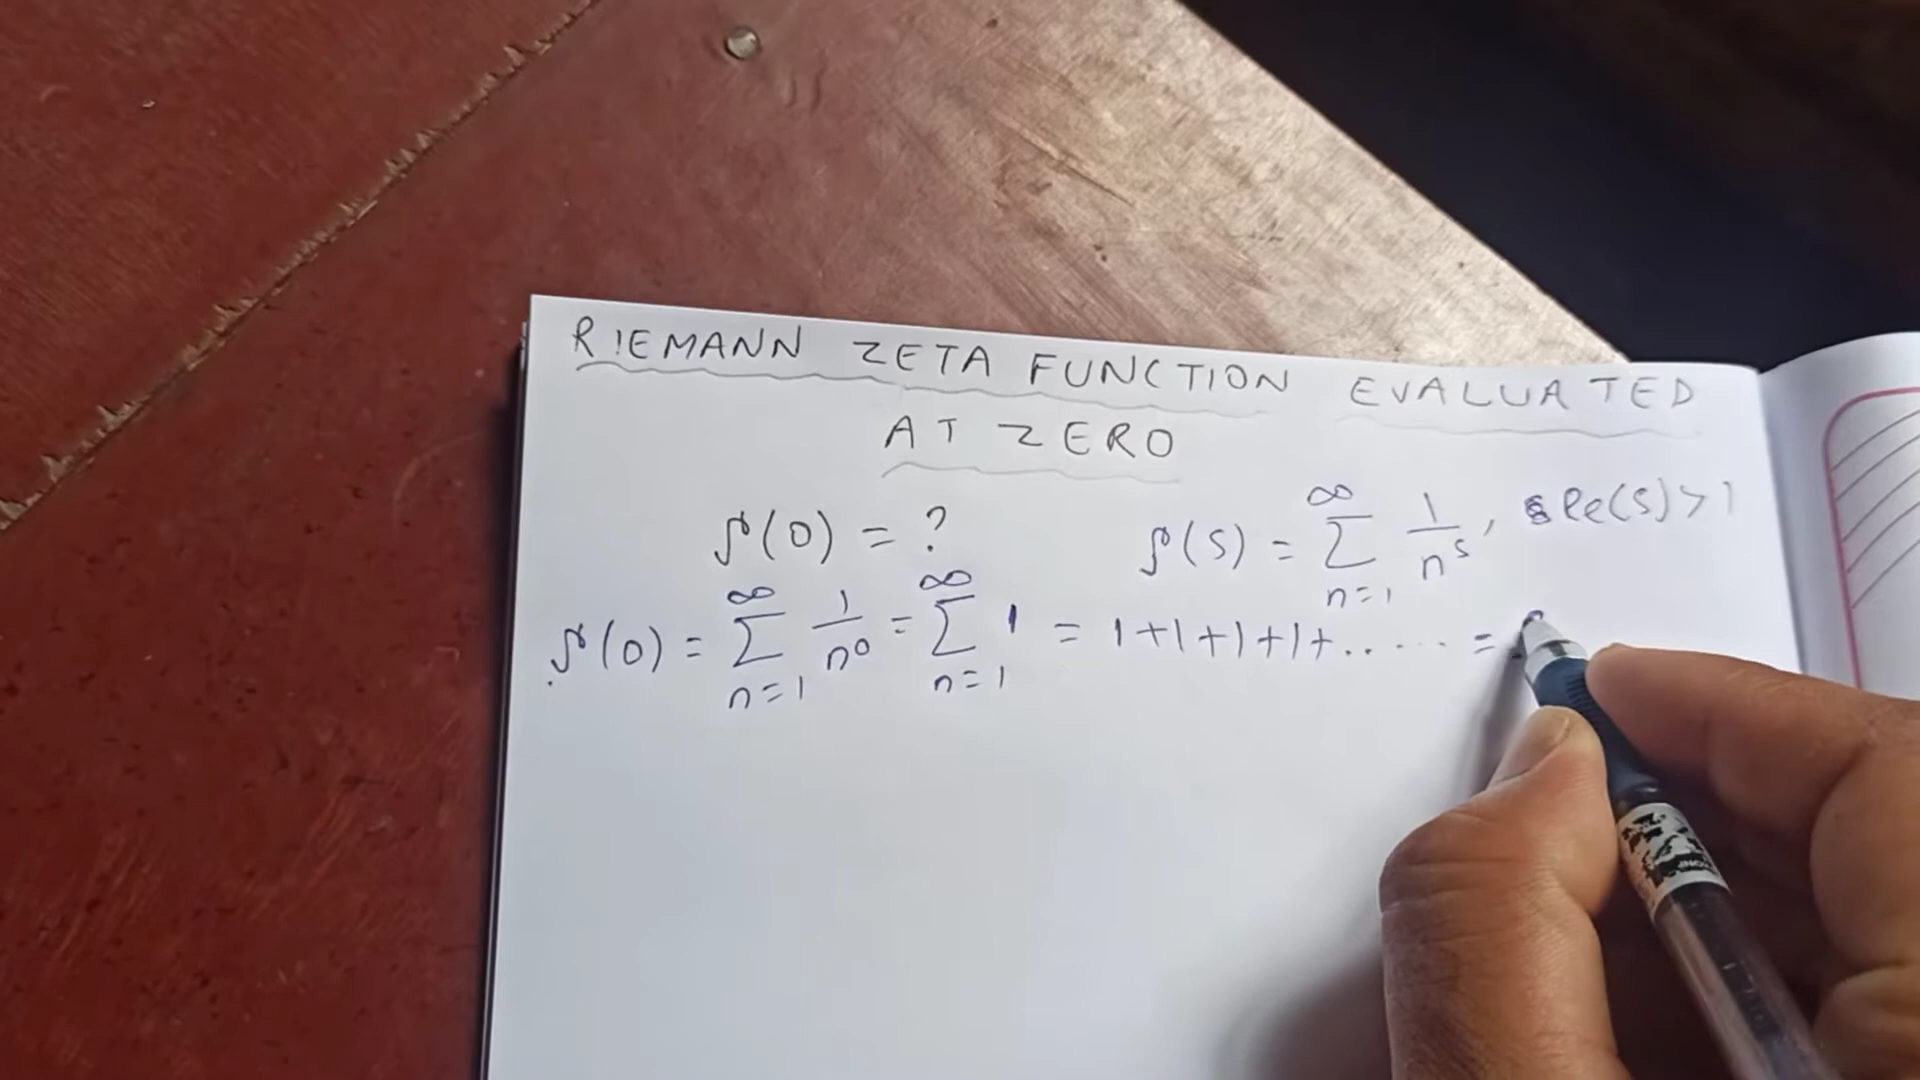 RIEMANN ZETA FUNCTION EVALUATED
AT ZERO
ζ(0) = ?
ζ(s) = ∑_{n=1}^{∞} 1/n^s, Re(s)>1
ζ(0) = ∑_{n=1}^{∞} 1/n^0 = ∑_{n=1}^{∞} 1 = 1+1+1+1+...... =